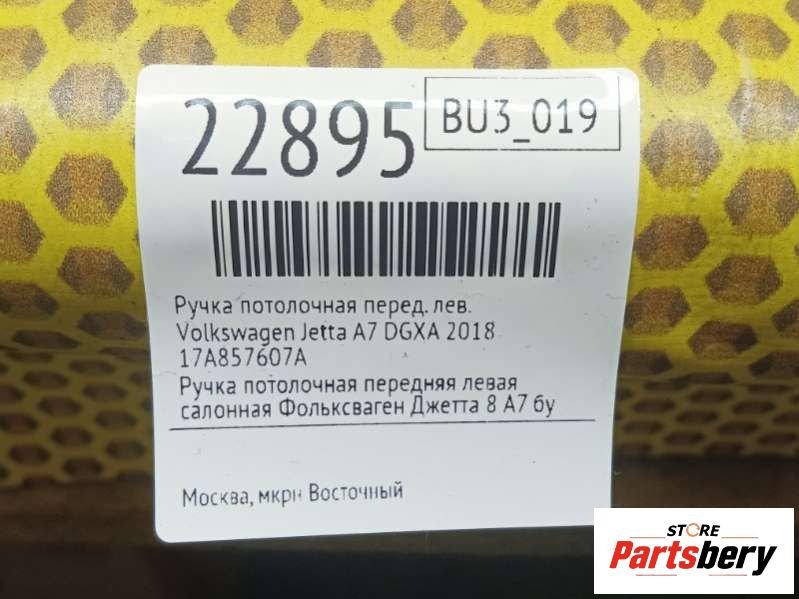 22895
BU3_019
Ручка потолочная перед. лев.
Volkswagen Jetta A7 DGXA 2018
17A857607A
Ручка потолочная передняя левая
салонная Фольксваген Джетта 8 А7 бу
Москва, мкрн Восточный
STORE
Partsbery